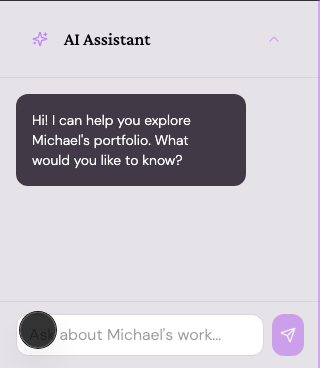 AI Assistant
Hi! I can help you explore
Michael's portfolio. What
would you like to know?
Ask about Michael's work...